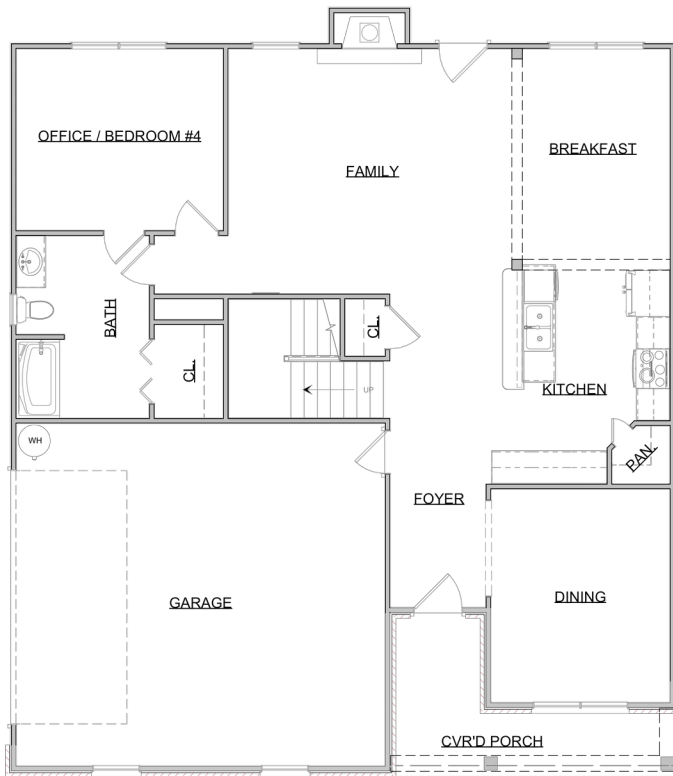 OFFICE / BEDROOM #4
BREAKFAST
FAMILY
BATH
CL.
CL.
UP
KITCHEN
WH
PAN.
FOYER
DINING
GARAGE
CVR'D PORCH